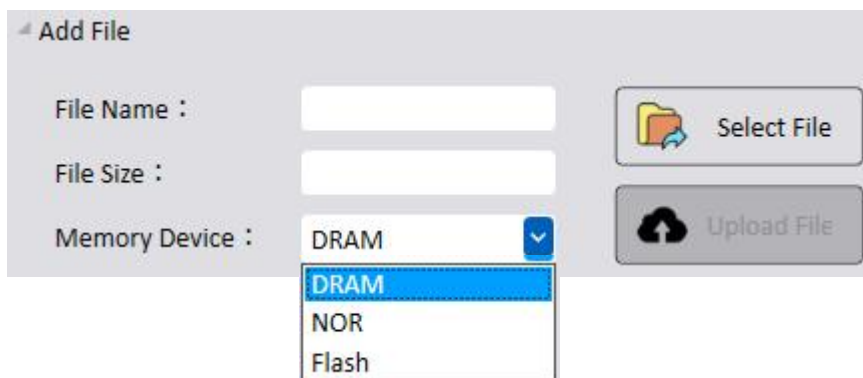 Add File
File Name：
Select File
File Size：
Upload File
Memory Device：
DRAM
DRAM
NOR
Flash